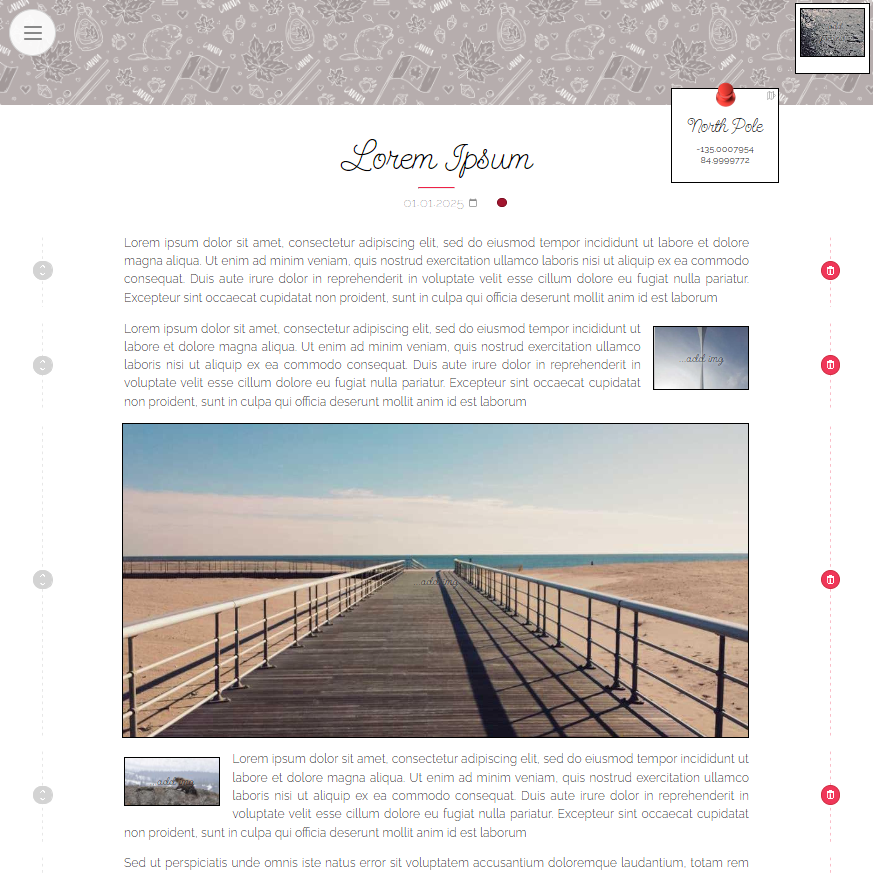 North Pole
-135.0007954
84.9999772
Lorem Ipsum
01.01.2025
Lorem ipsum dolor sit amet, consectetur adipiscing elit, sed do eiusmod tempor incididunt ut labore et dolore
magna aliqua. Ut enim ad minim veniam, quis nostrud exercitation ullamco laboris nisi ut aliquip ex ea commodo
consequat. Duis aute irure dolor in reprehenderit in voluptate velit esse cillum dolore eu fugiat nulla pariatur.
Excepteur sint occaecat cupidatat non proident, sunt in culpa qui officia deserunt mollit anim id est laborum
Lorem ipsum dolor sit amet, consectetur adipiscing elit, sed do eiusmod tempor incididunt ut
labore et dolore magna aliqua. Ut enim ad minim veniam, quis nostrud exercitation ullamco
laboris nisi ut aliquip ex ea commodo consequat. Duis aute irure dolor in reprehenderit in
voluptate velit esse cillum dolore eu fugiat nulla pariatur. Excepteur sint occaecat cupidatat
non proident, sunt in culpa qui officia deserunt mollit anim id est laborum
...add img
...add img
...add img
Lorem ipsum dolor sit amet, consectetur adipiscing elit, sed do eiusmod tempor incididunt ut
labore et dolore magna aliqua. Ut enim ad minim veniam, quis nostrud exercitation ullamco
laboris nisi ut aliquip ex ea commodo consequat. Duis aute irure dolor in reprehenderit in
voluptate velit esse cillum dolore eu fugiat nulla pariatur. Excepteur sint occaecat cupidatat
non proident, sunt in culpa qui officia deserunt mollit anim id est laborum
Sed ut perspiciatis unde omnis iste natus error sit voluptatem accusantium doloremque laudantium, totam rem